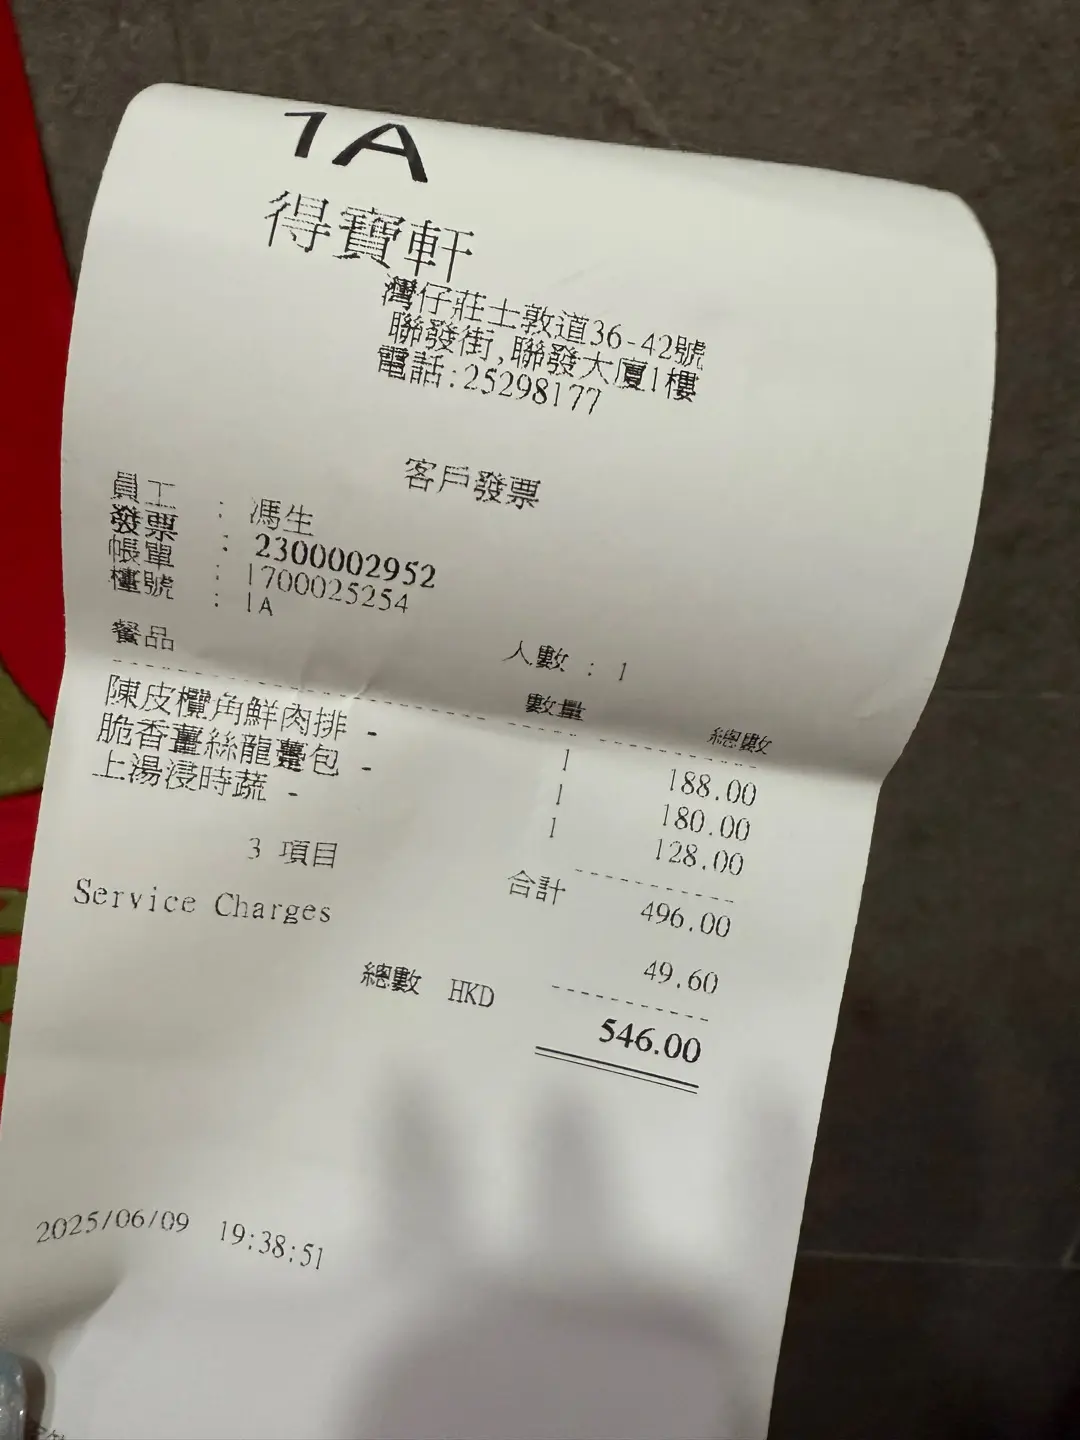 1A
得寶軒
灣仔莊士敦道36-42號
聯發街,聯發大廈1樓
電話:25298177
客戶發票
員工 : 馮生
發票 : 2300002952
帳單 : 1700025254
檯號 : 1A
人數 : 1
餐品 數量 總數
陳皮欖角鮮肉排 - 1 188.00
脆香薑絲龍躉包 - 1 180.00
上湯浸時蔬 - 1 128.00
3 項目 合計 496.00
Service Charges 49.60
總數 HKD 546.00
2025/06/09 19:38:51